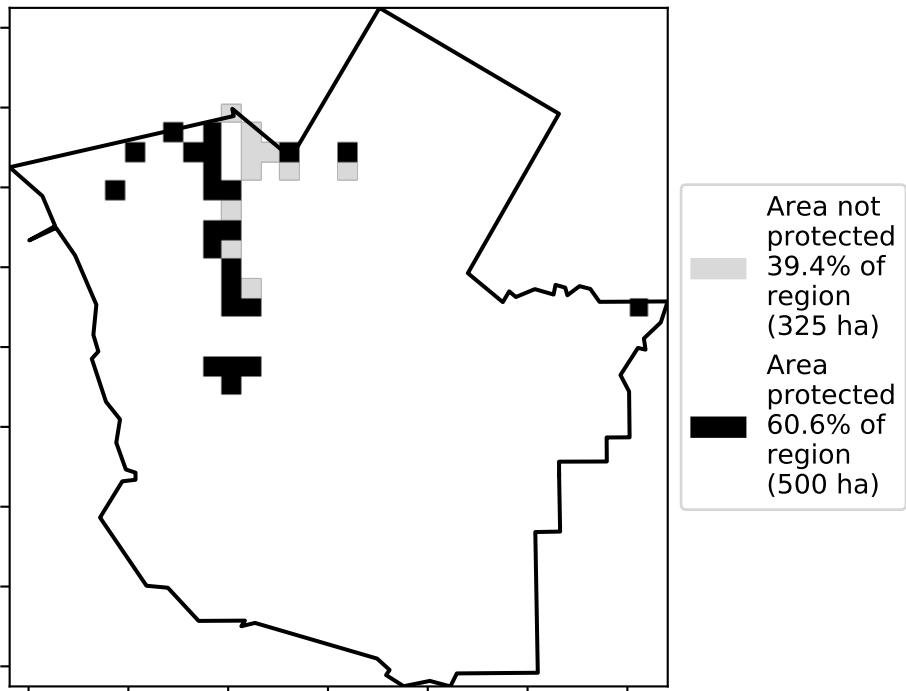 Area not
protected
39.4% of
region
(325 ha)
Area
protected
60.6% of
region
(500 ha)